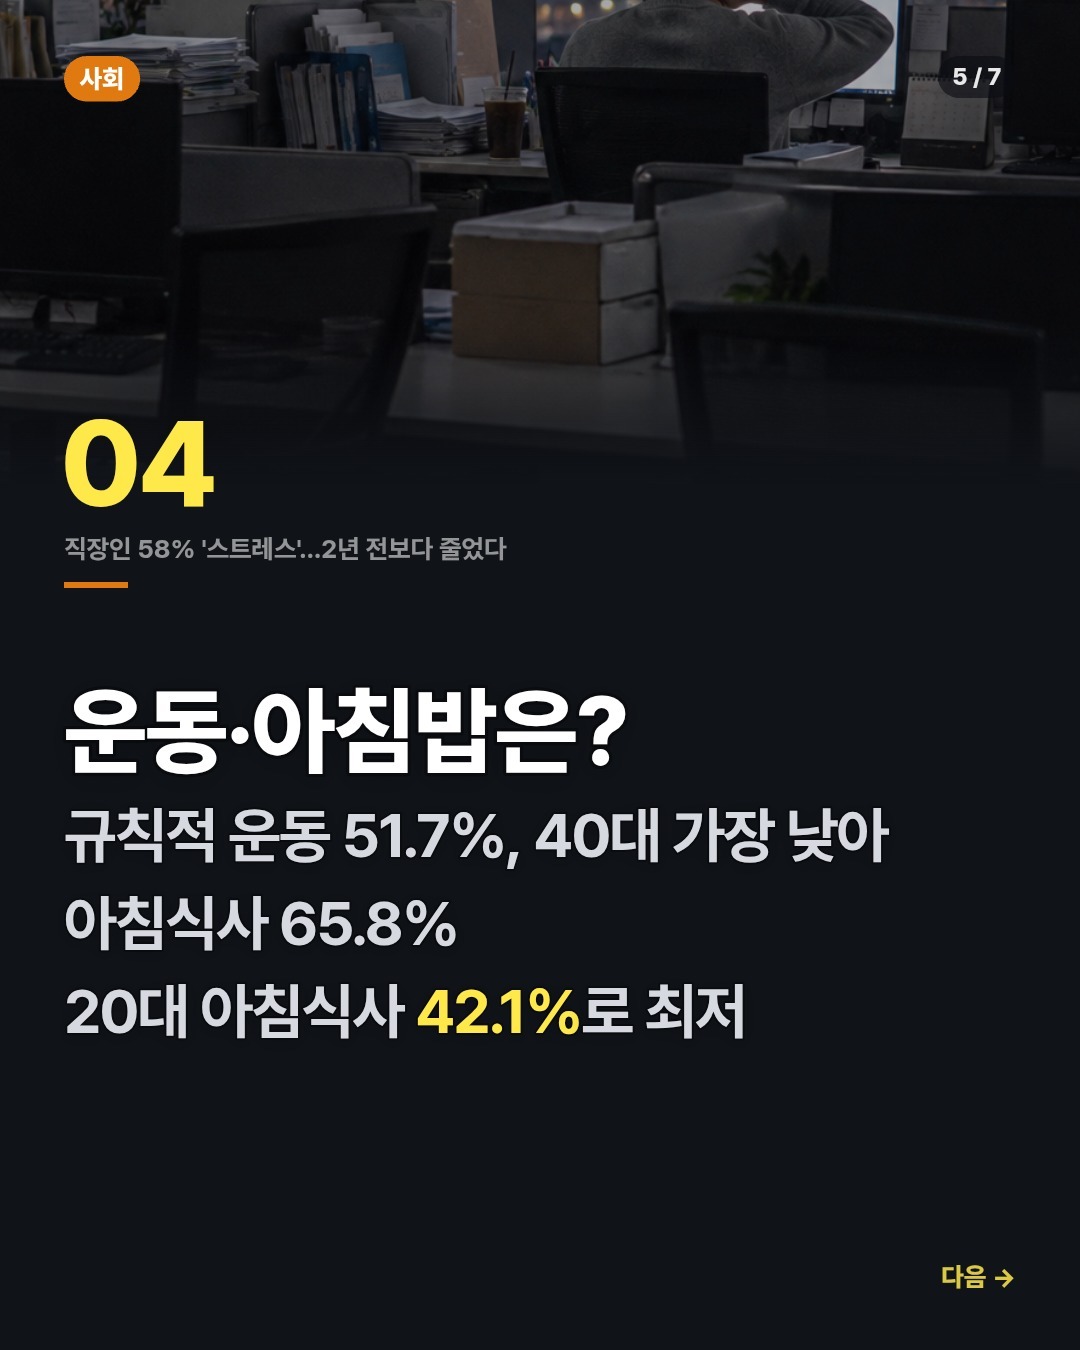 사회
5 / 7
04
직장인 58% '스트레스'...2년 전보다 줄었다
운동·아침밥은?
규칙적 운동 51.7%, 40대 가장 낮아
아침식사 65.8%
20대 아침식사 42.1%로 최저
다음 →